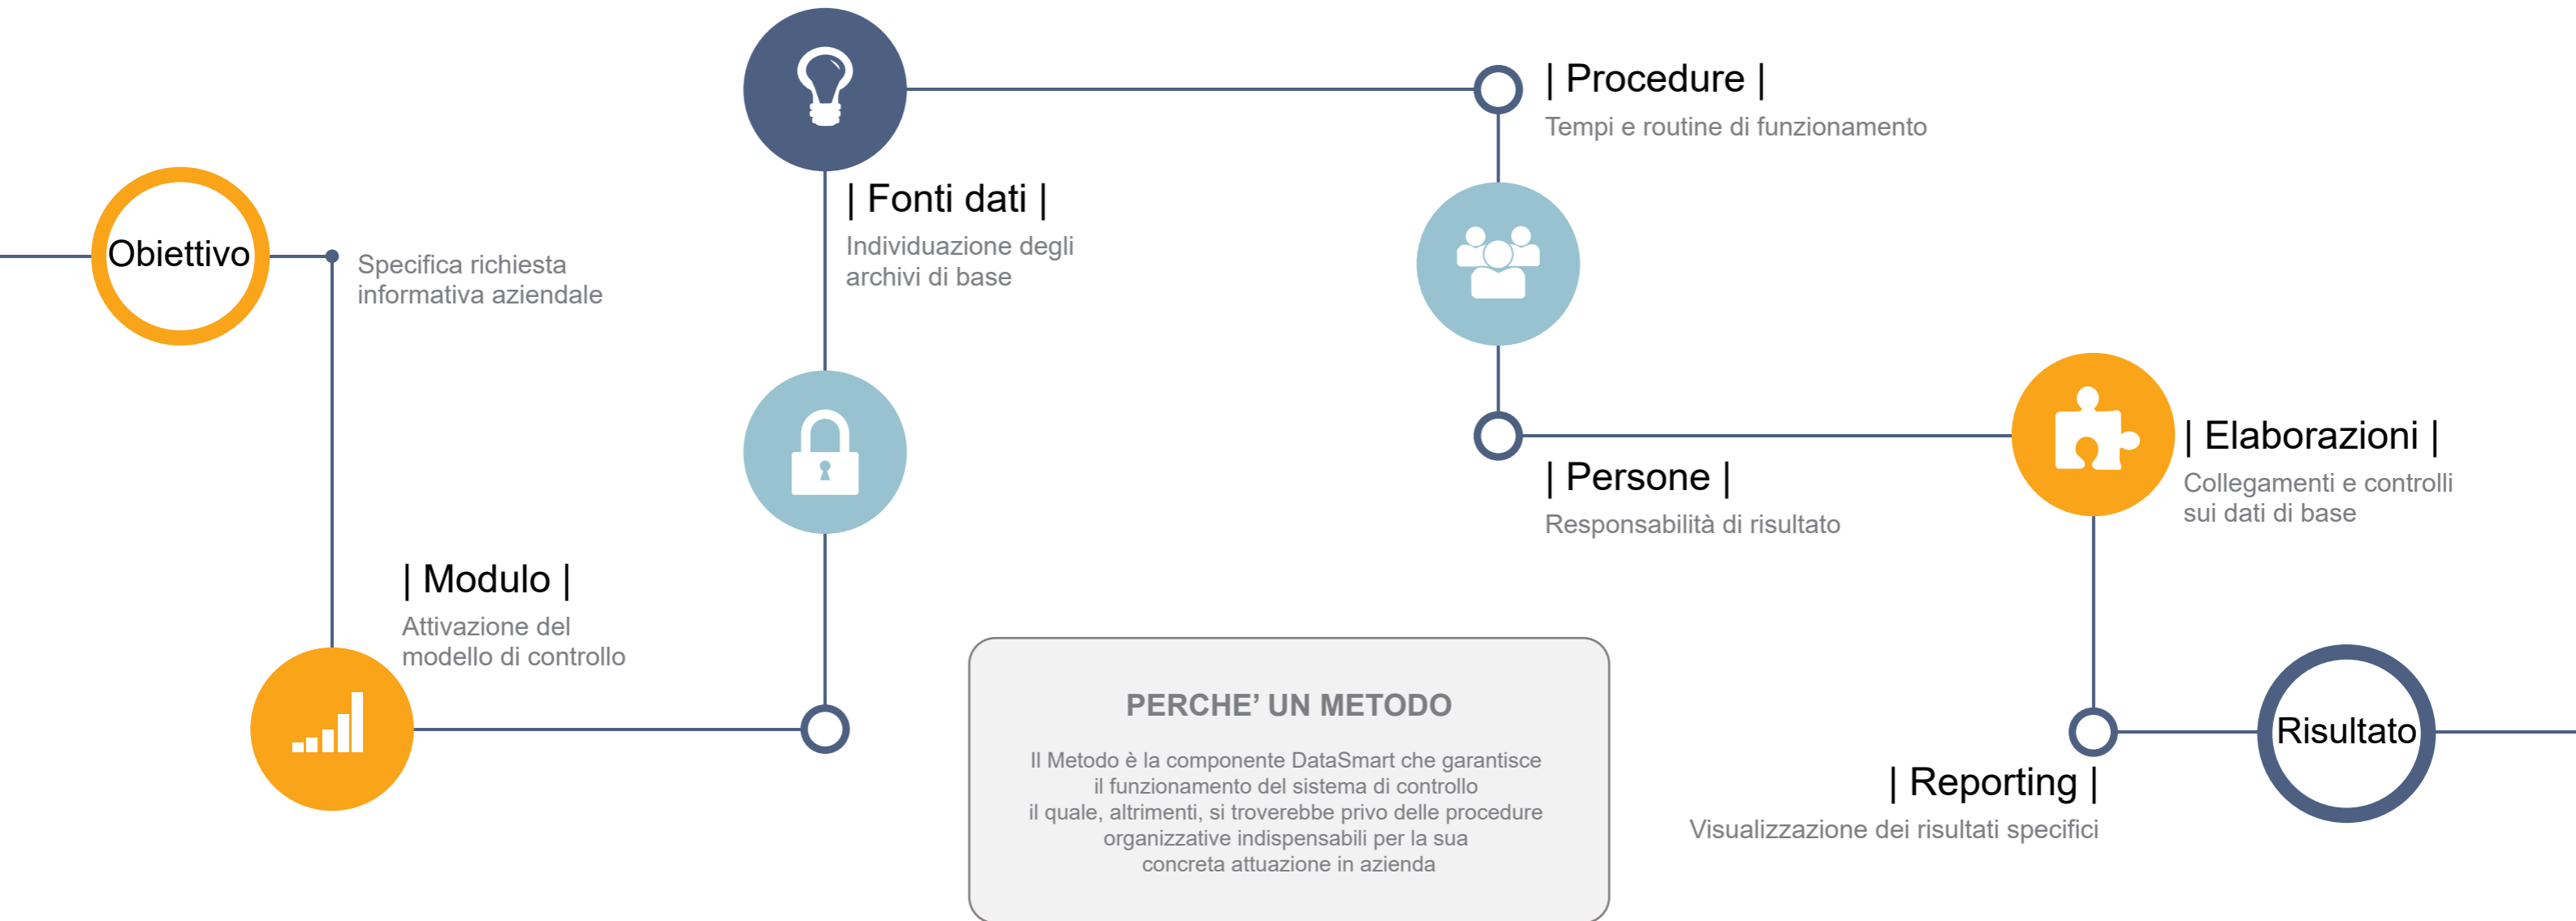 Obiettivo
Specifica richiesta
informativa aziendale
| Modulo |
Attivazione del
modello di controllo
| Fonti dati |
Individuazione degli
archivi di base
| Procedure |
Tempi e routine di funzionamento
| Persone |
Responsabilità di risultato
| Elaborazioni |
Collegamenti e controlli
sui dati di base
| Reporting |
Visualizzazione dei risultati specifici
Risultato
PERCHE’ UN METODO
Il Metodo è la componente DataSmart che garantisce
il funzionamento del sistema di controllo
il quale, altrimenti, si troverebbe privo delle procedure
organizzative indispensabili per la sua
concreta attuazione in azienda